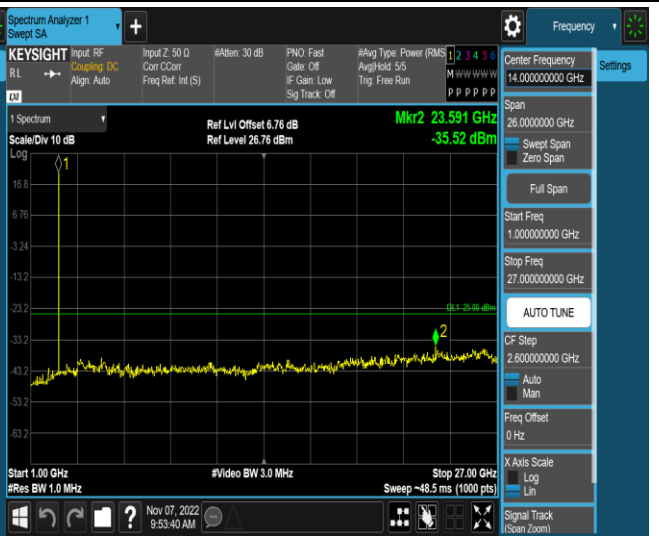 Spectrum Analyzer 1
Swept SA
+
Frequency
KEYSIGHT
RL
LXI
Input: RF
Coupling: DC
Align: Auto
Input Z: 50 Ω
Corr CCorr
Freq Ref: Int (S)
#Atten: 30 dB
PNO: Fast
Gate: Off
IF Gain: Low
Sig Track: Off
#Avg Type: Power (RMS
Avg|Hold: 5/5
Trig: Free Run
1 2 3 4 5 6
M W W W W W
P P P P P P
1 Spectrum
Scale/Div 10 dB
Log
Ref Lvl Offset 6.76 dB
Ref Level 26.76 dBm
Mkr2 23.591 GHz
-35.52 dBm
1
16.8
6.76
-3.24
-13.2
-23.2
DL1 -25.00 dBm
2
-33.2
-43.2
-53.2
-63.2
Start 1.00 GHz
#Res BW 1.0 MHz
#Video BW 3.0 MHz
Stop 27.00 GHz
Sweep ~48.5 ms (1000 pts)
?
Nov 07, 2022
9:53:40 AM
Center Frequency
14.000000000 GHz
Settings
Span
26.0000000 GHz
Swept Span
Zero Span
Full Span
Start Freq
1.000000000 GHz
Stop Freq
27.000000000 GHz
AUTO TUNE
CF Step
2.600000000 GHz
Auto
Man
Freq Offset
0 Hz
X Axis Scale
Log
Lin
Signal Track
(Span Zoom)